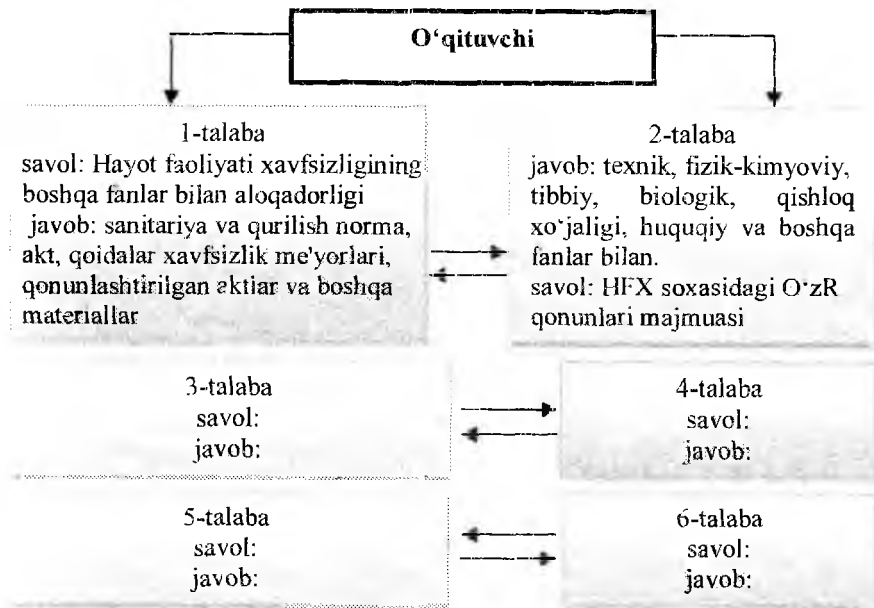 O‘qituvchi
1-talaba
savol: Hayot faoliyati xavfsizligining
boshqa fanlar bilan aloqadorligi
javob: sanitariya va qurilish norma,
akt, qoidalar xavfsizlik me'yorlari,
qonunlashtirilgan aktiar va boshqa
materiallar
2-talaba
javob: texnik, fizik-kimyoviy,
tibbiy, biologik, qishloq
xo‘jaligi, huquqiy va boshqa
fanlar bilan.
savol: HFX soxasidagi O‘zR
qonunlari majmuasi
3-talaba
savol:
javob:
4-talaba
savol:
javob:
5-talaba
savol:
javob:
6-talaba
savol:
javob: